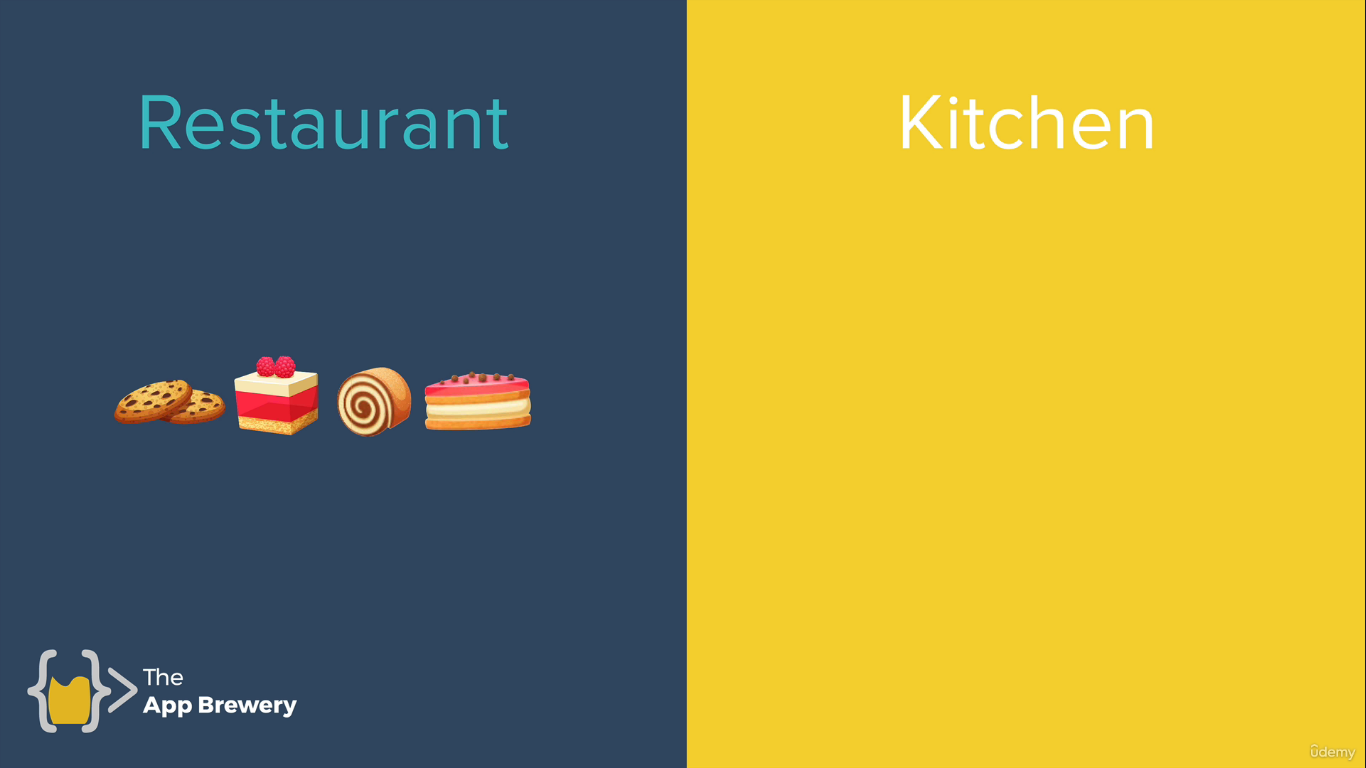 Restaurant
Kitchen
The
App Brewery
ûdemy